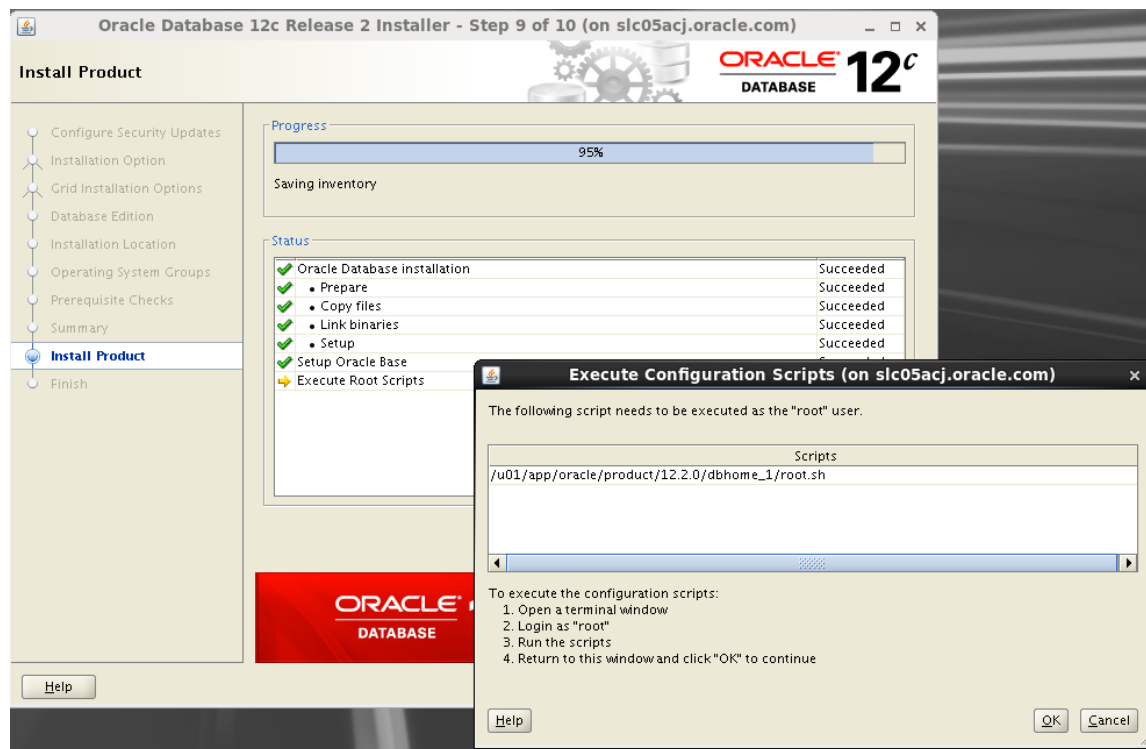 Oracle Database 12c Release 2 Installer - Step 9 of 10 (on slc05acj.oracle.com)
Install Product
ORACLE
DATABASE
12c
Configure Security Updates
Installation Option
Grid Installation Options
Database Edition
Installation Location
Operating System Groups
Prerequisite Checks
Summary
Install Product
Finish
Progress
95%
Saving inventory
Status
Oracle Database installation Succeeded
• Prepare Succeeded
• Copy files Succeeded
• Link binaries Succeeded
• Setup Succeeded
Setup Oracle Base
Execute Root Scripts
ORACLE
DATABASE
Help
Execute Configuration Scripts (on slc05acj.oracle.com)
The following script needs to be executed as the "root" user.
Scripts
/u01/app/oracle/product/12.2.0/dbhome_1/root.sh
To execute the configuration scripts:
1. Open a terminal window
2. Login as "root"
3. Run the scripts
4. Return to this window and click "OK" to continue
Help
OK
Cancel